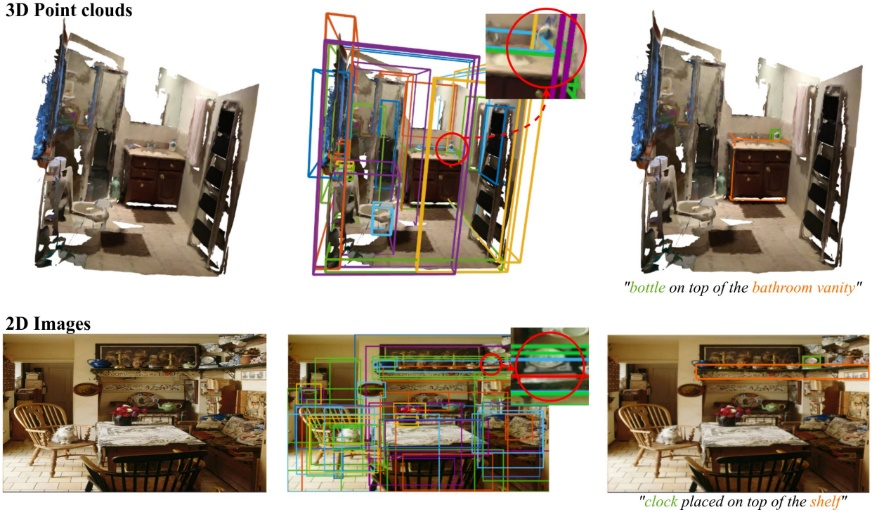 3D Point clouds
"bottle on top of the bathroom vanity"
2D Images
"clock placed on top of the shelf"